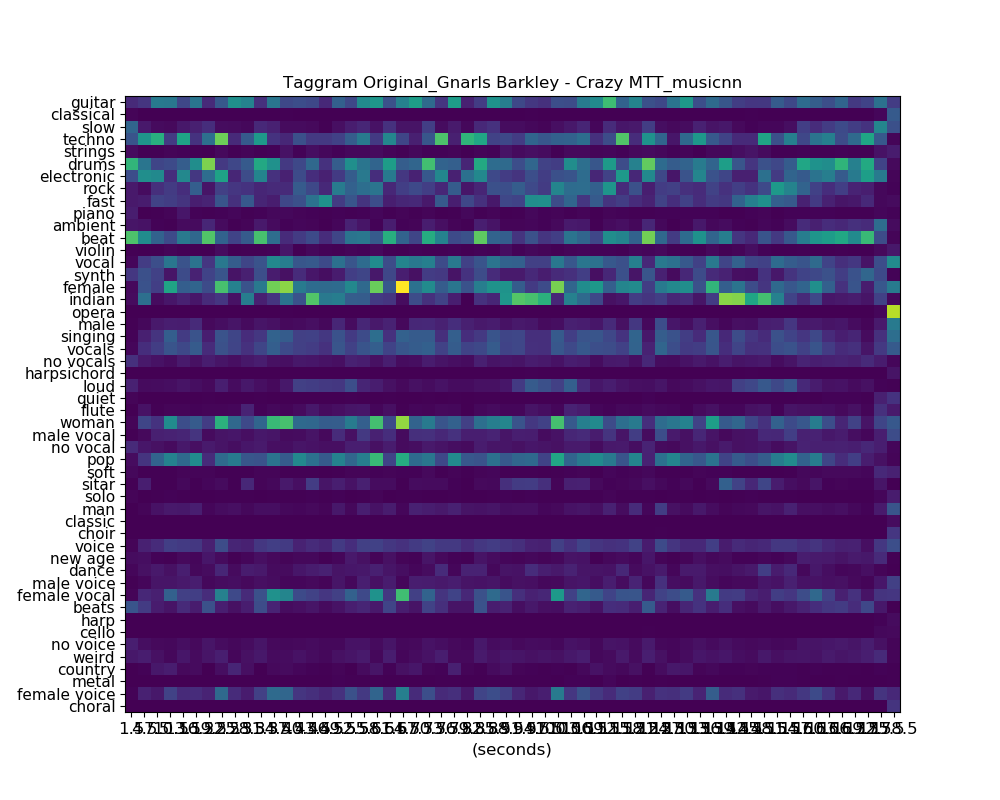 Taggram Original_Gnarls Barkley - Crazy MTT_musicnn
guitar
classical
slow
techno
strings
drums
electronic
rock
fast
piano
ambient
beat
violin
vocal
synth
female
indian
opera
male
singing
vocals
no vocals
harpsichord
loud
quiet
flute
woman
male vocal
no vocal
pop
soft
sitar
solo
man
classic
choir
voice
new age
dance
male voice
female vocal
beats
harp
cello
no voice
weird
country
metal
female voice
choral
(seconds)